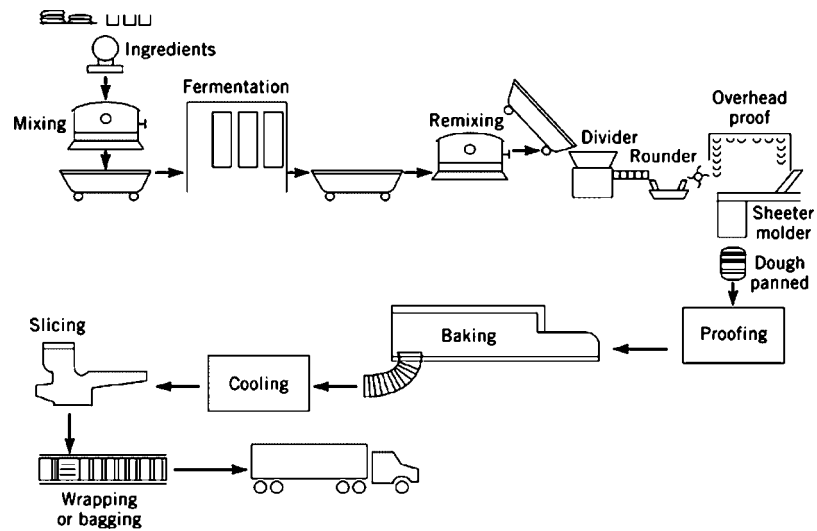 Ingredients
Fermentation
Mixing
Remixing
Divider
Rounder
Overhead
proof
Sheeter
molder
Dough
panned
Proofing
Baking
Cooling
Slicing
Wrapping
or bagging